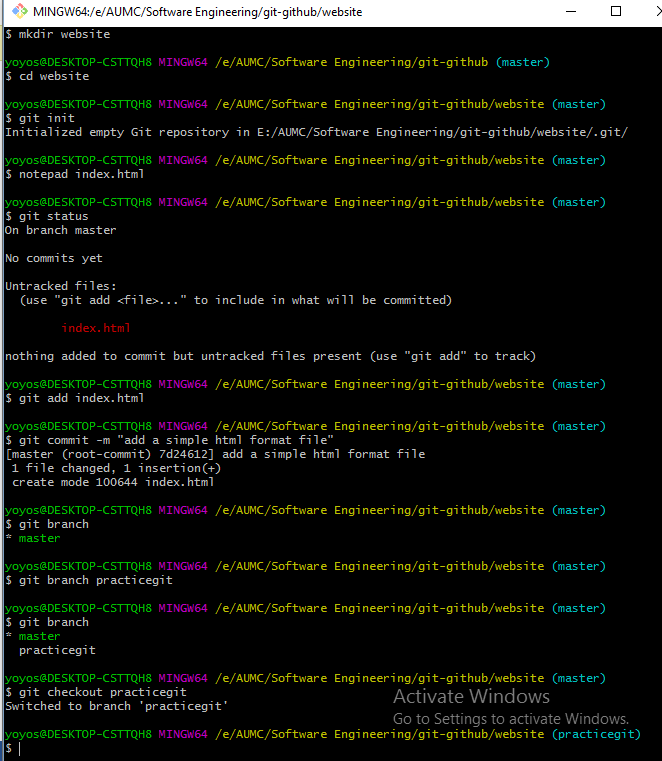 MINGW64:/e/AUMC/Software Engineering/git-github/website
$ mkdir website
yoyos@DESKTOP-CSTTQH8 MINGW64 /e/AUMC/Software Engineering/git-github (master)
$ cd website
yoyos@DESKTOP-CSTTQH8 MINGW64 /e/AUMC/Software Engineering/git-github/website (master)
$ git init
Initialized empty Git repository in E:/AUMC/Software Engineering/git-github/website/.git/
yoyos@DESKTOP-CSTTQH8 MINGW64 /e/AUMC/Software Engineering/git-github/website (master)
$ notepad index.html
yoyos@DESKTOP-CSTTQH8 MINGW64 /e/AUMC/Software Engineering/git-github/website (master)
$ git status
On branch master
No commits yet
Untracked files:
  (use "git add <file>..." to include in what will be committed)
        index.html
nothing added to commit but untracked files present (use "git add" to track)
yoyos@DESKTOP-CSTTQH8 MINGW64 /e/AUMC/Software Engineering/git-github/website (master)
$ git add index.html
yoyos@DESKTOP-CSTTQH8 MINGW64 /e/AUMC/Software Engineering/git-github/website (master)
$ git commit -m "add a simple html format file"
[master (root-commit) 7d24612] add a simple html format file
 1 file changed, 1 insertion(+)
 create mode 100644 index.html
yoyos@DESKTOP-CSTTQH8 MINGW64 /e/AUMC/Software Engineering/git-github/website (master)
$ git branch
* master
yoyos@DESKTOP-CSTTQH8 MINGW64 /e/AUMC/Software Engineering/git-github/website (master)
$ git branch practicegit
yoyos@DESKTOP-CSTTQH8 MINGW64 /e/AUMC/Software Engineering/git-github/website (master)
$ git branch
* master
  practicegit
yoyos@DESKTOP-CSTTQH8 MINGW64 /e/AUMC/Software Engineering/git-github/website (master)
$ git checkout practicegit
Switched to branch 'practicegit'
Activate Windows
Go to Settings to activate Windows.
yoyos@DESKTOP-CSTTQH8 MINGW64 /e/AUMC/Software Engineering/git-github/website (practicegit)
$